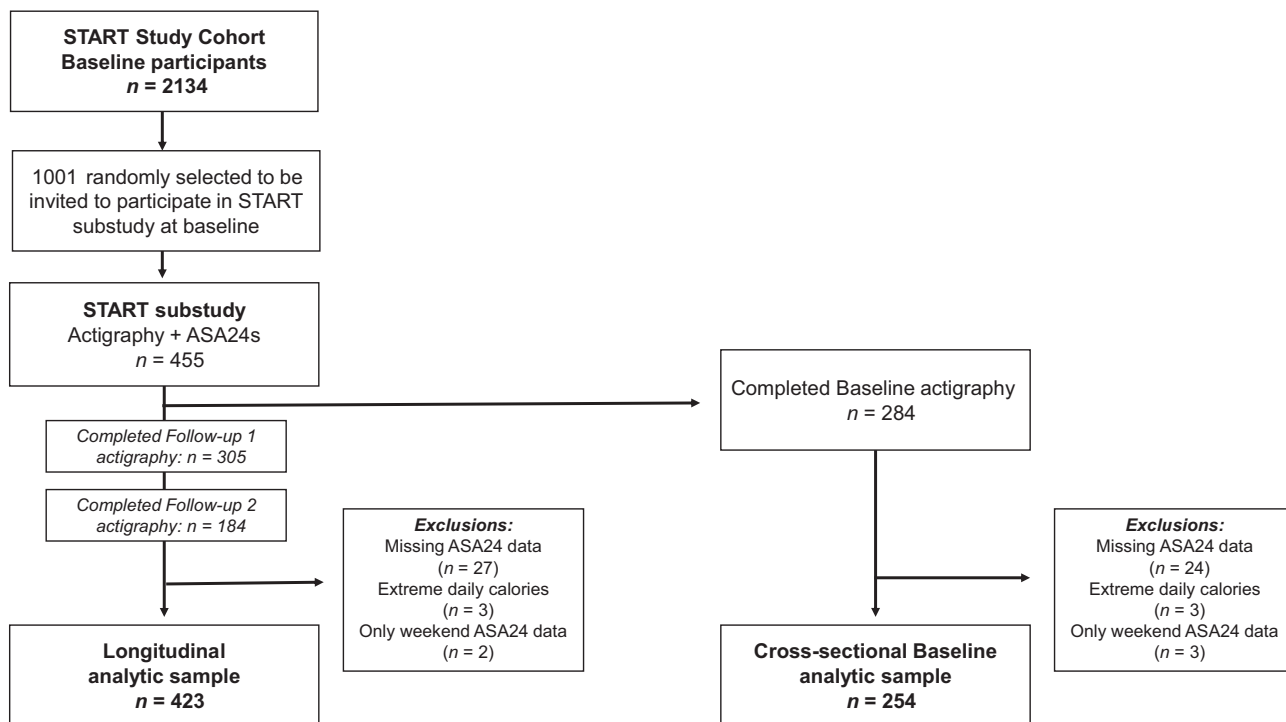 START Study Cohort
Baseline participants
n = 2134
1001 randomly selected to be
invited to participate in START
substudy at baseline
START substudy
Actigraphy + ASA24s
n = 455
Completed Baseline actigraphy
n = 284
Completed Follow-up 1
actigraphy: n = 305
Completed Follow-up 2
actigraphy: n = 184
Exclusions:
Missing ASA24 data
(n = 27)
Extreme daily calories
(n = 3)
Only weekend ASA24 data
(n = 2)
Exclusions:
Missing ASA24 data
(n = 24)
Extreme daily calories
(n = 3)
Only weekend ASA24 data
(n = 3)
Longitudinal
analytic sample
n = 423
Cross-sectional Baseline
analytic sample
n = 254